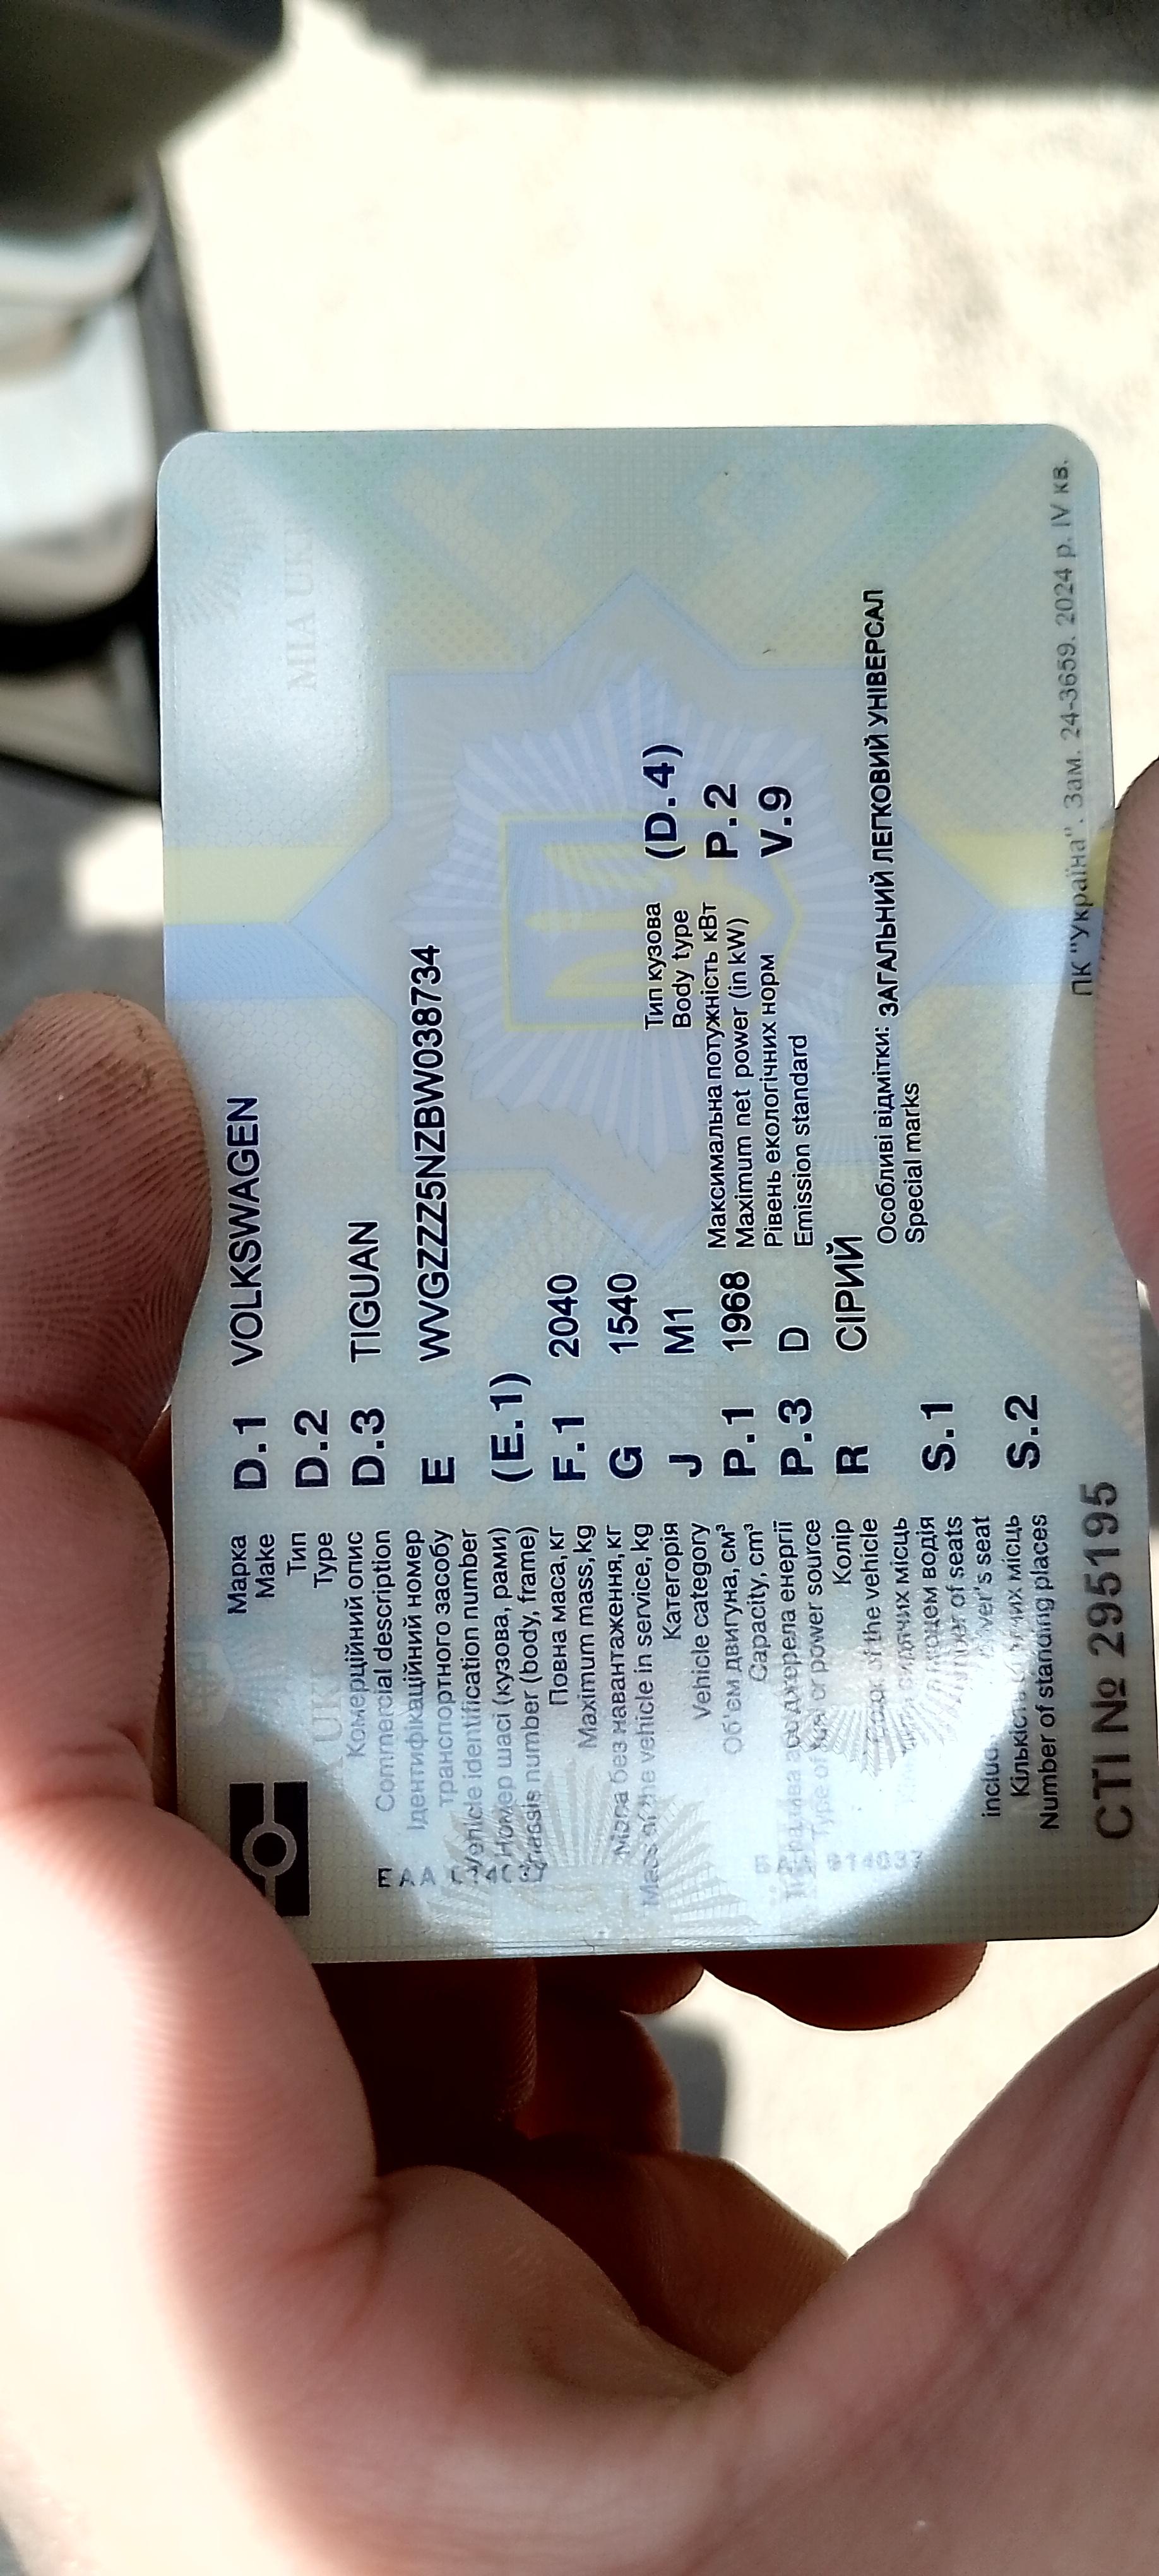 МІА
Марка D.1 VOLKSWAGEN
Make
Тип D.2
Type
Комерційний опис D.3 TIGUAN
Commercial description
Ідентифікаційний номер E WVGZZZ5NZBW038734
транспортного засобу
Vehicle identification number
Номер шасі (кузова, рами) (E.1)
Chassis number (body, frame)
Повна маса, кг F.1 2040
Maximum mass, kg
Маса без навантаження, кг G 1540
Mass of the vehicle in service, kg
Категорія J M1 Тип кузова (D.4)
Vehicle category Body type
Об'єм двигуна, см³ P.1 1968 Максимальна потужність кВт P.2
Capacity, cm³ Maximum net power (in kW)
джерела енергії P.3 D Рівень екологічних норм V.9
Type of or power source Emission standard
Колір R СІРИЙ
of the vehicle Особливі відмітки: ЗАГАЛЬНИЙ ЛЕГКОВИЙ УНІВЕРСАЛ
сидячих місць Special marks
водія S.1
of seats
seat
місць S.2
Number of standing places
СТІ № 295195 ПК "Україна". Зам. 24-3659. 2024 р. IV кв.